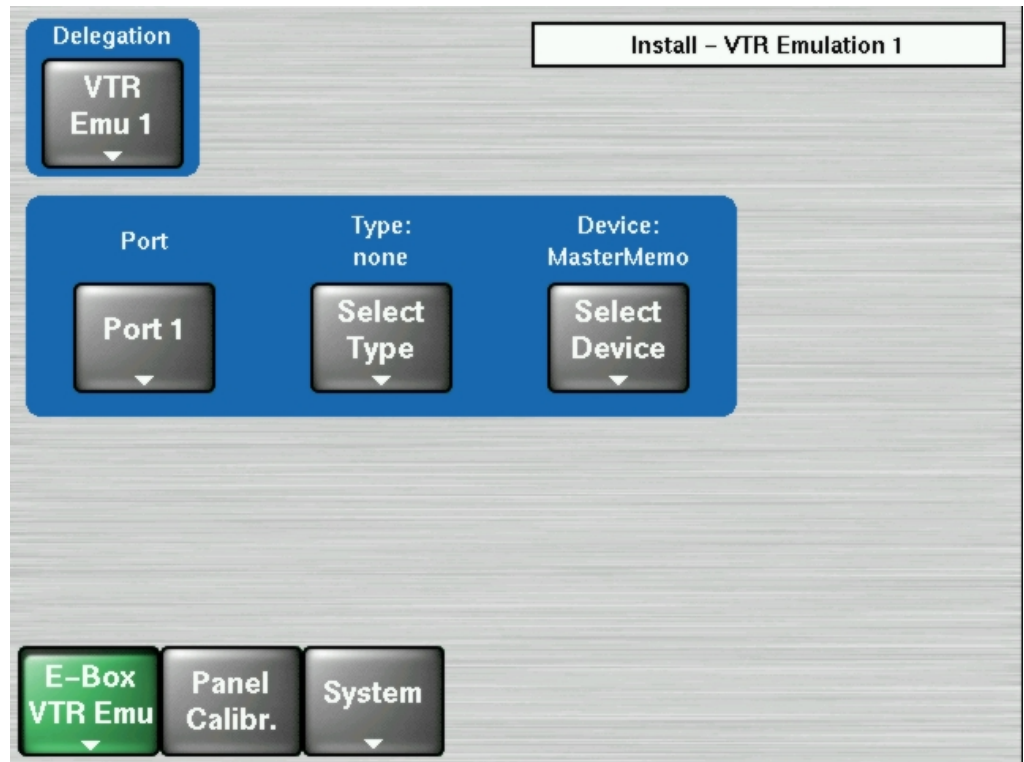 Delegation
VTR
Emu 1
Install – VTR Emulation 1
Port
Type:
none
Device:
MasterMemo
Port 1
Select
Type
Select
Device
E–Box
VTR Emu
Panel
Calibr.
System